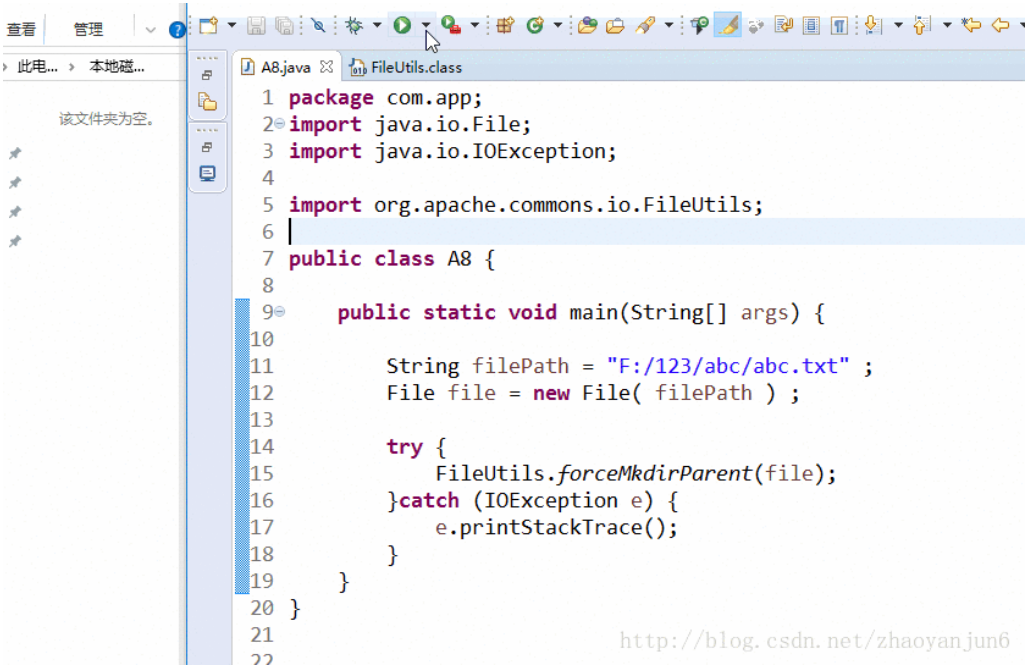 查看 管理
此电... › 本地磁...
该文件夹为空。
A8.java FileUtils.class
1 package com.app;
2 import java.io.File;
3 import java.io.IOException;
4
5 import org.apache.commons.io.FileUtils;
6
7 public class A8 {
8
9 public static void main(String[] args) {
10
11 String filePath = "F:/123/abc/abc.txt" ;
12 File file = new File( filePath ) ;
13
14 try {
15 FileUtils.forceMkdirParent(file);
16 }catch (IOException e) {
17 e.printStackTrace();
18 }
19 }
20 }
21
22
http://blog.csdn.net/zhaoyanjun6